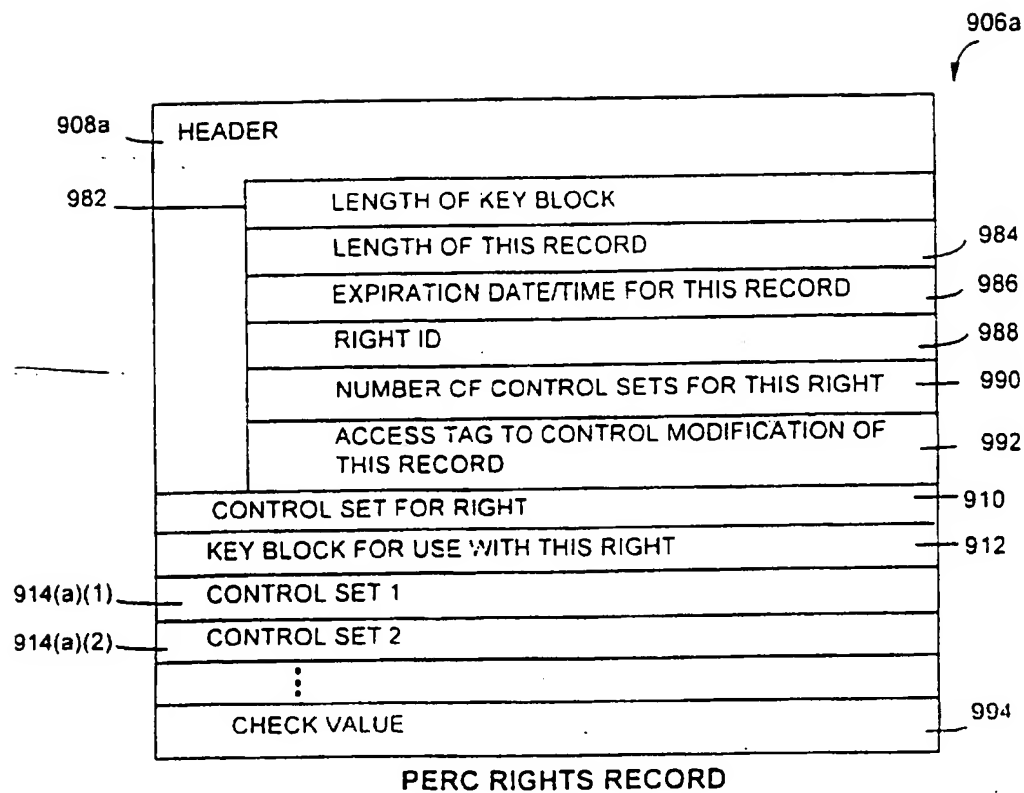 906a
908a HEADER
982 LENGTH OF KEY BLOCK
LENGTH OF THIS RECORD 984
EXPIRATION DATE/TIME FOR THIS RECORD 986
RIGHT ID 988
NUMBER OF CONTROL SETS FOR THIS RIGHT 990
ACCESS TAG TO CONTROL MODIFICATION OF 992
THIS RECORD
CONTROL SET FOR RIGHT 910
KEY BLOCK FOR USE WITH THIS RIGHT 912
914(a)(1) CONTROL SET 1
914(a)(2) CONTROL SET 2
CHECK VALUE 994
PERC RIGHTS RECORD